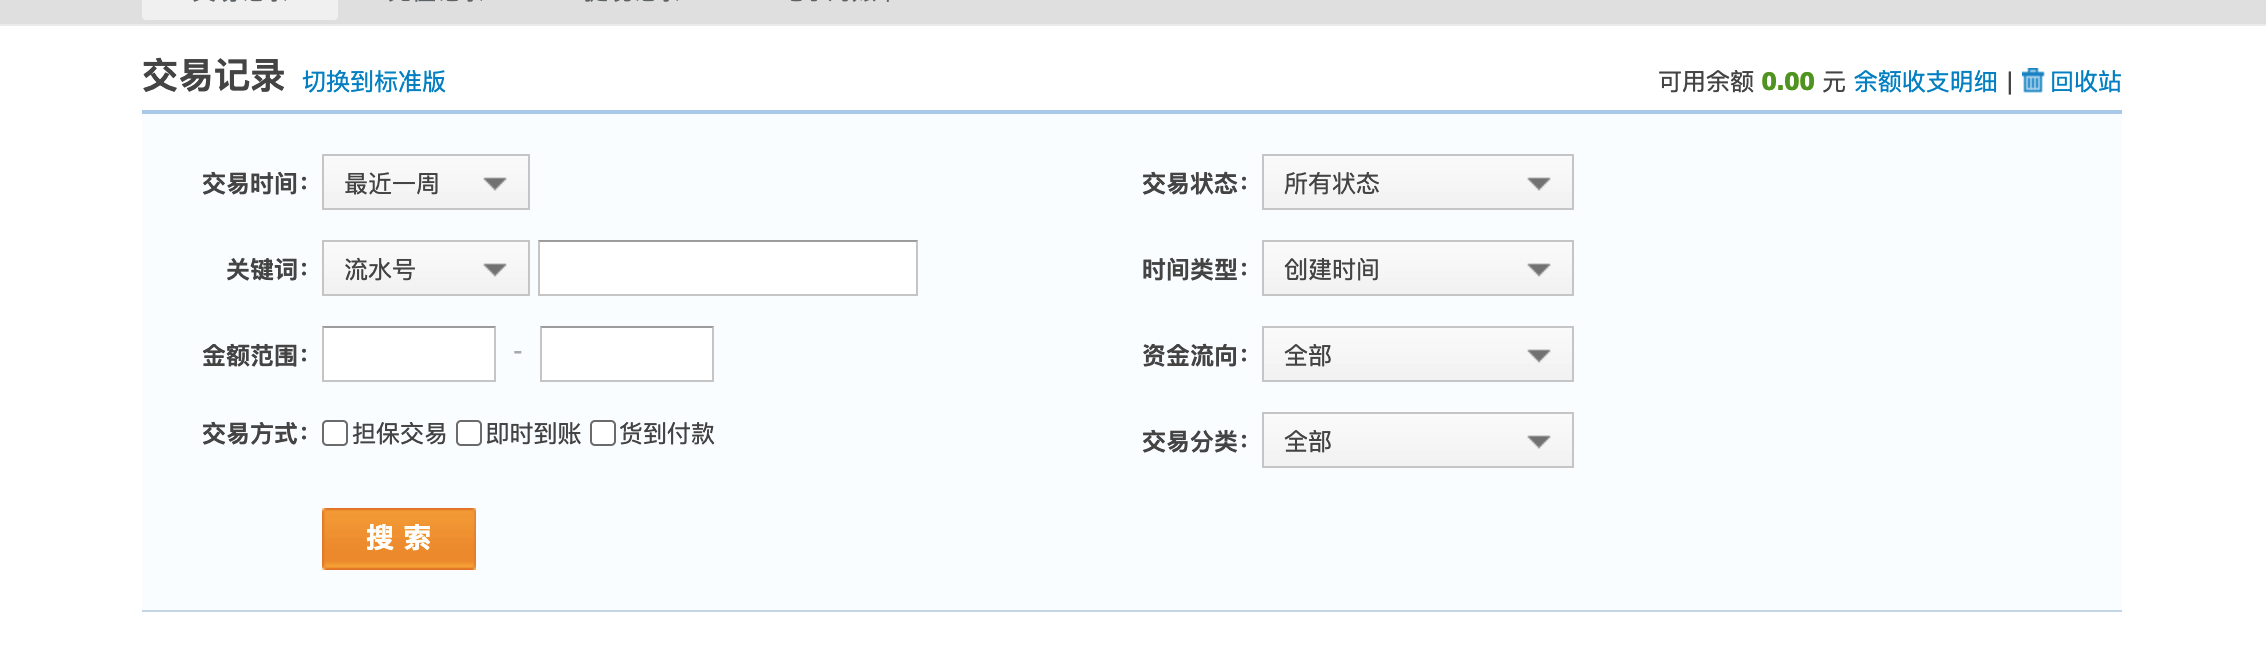 交易记录 切换到标准版 可用余额 0.00 元 余额收支明细 | 回收站
交易时间: 最近一周 交易状态: 所有状态
关键词: 流水号 时间类型: 创建时间
金额范围: - 资金流向: 全部
交易方式: 担保交易 即时到账 货到付款 交易分类: 全部
搜 索